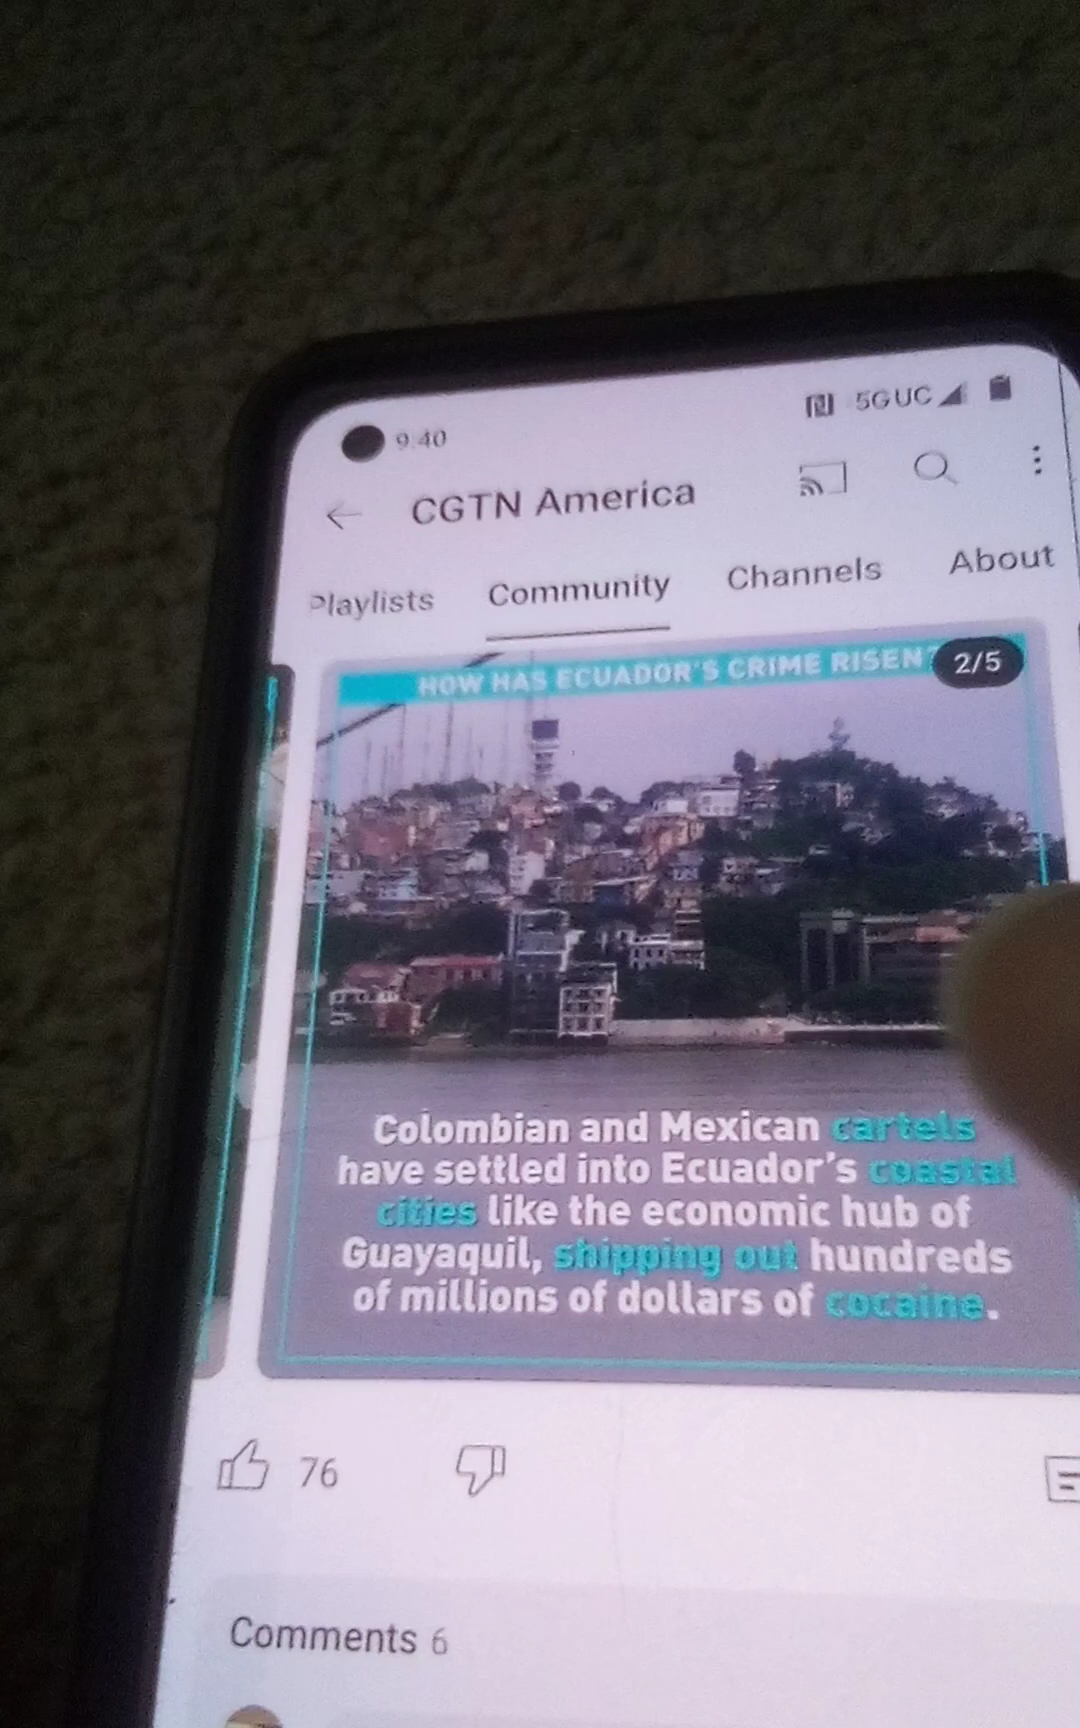 9:40
5G UC
CGTN America
Playlists Community Channels About
HOW HAS ECUADOR'S CRIME RISEN?
2/5
Colombian and Mexican cartels
have settled into Ecuador's coastal
cities like the economic hub of
Guayaquil, shipping out hundreds
of millions of dollars of cocaine.
76
Comments 6